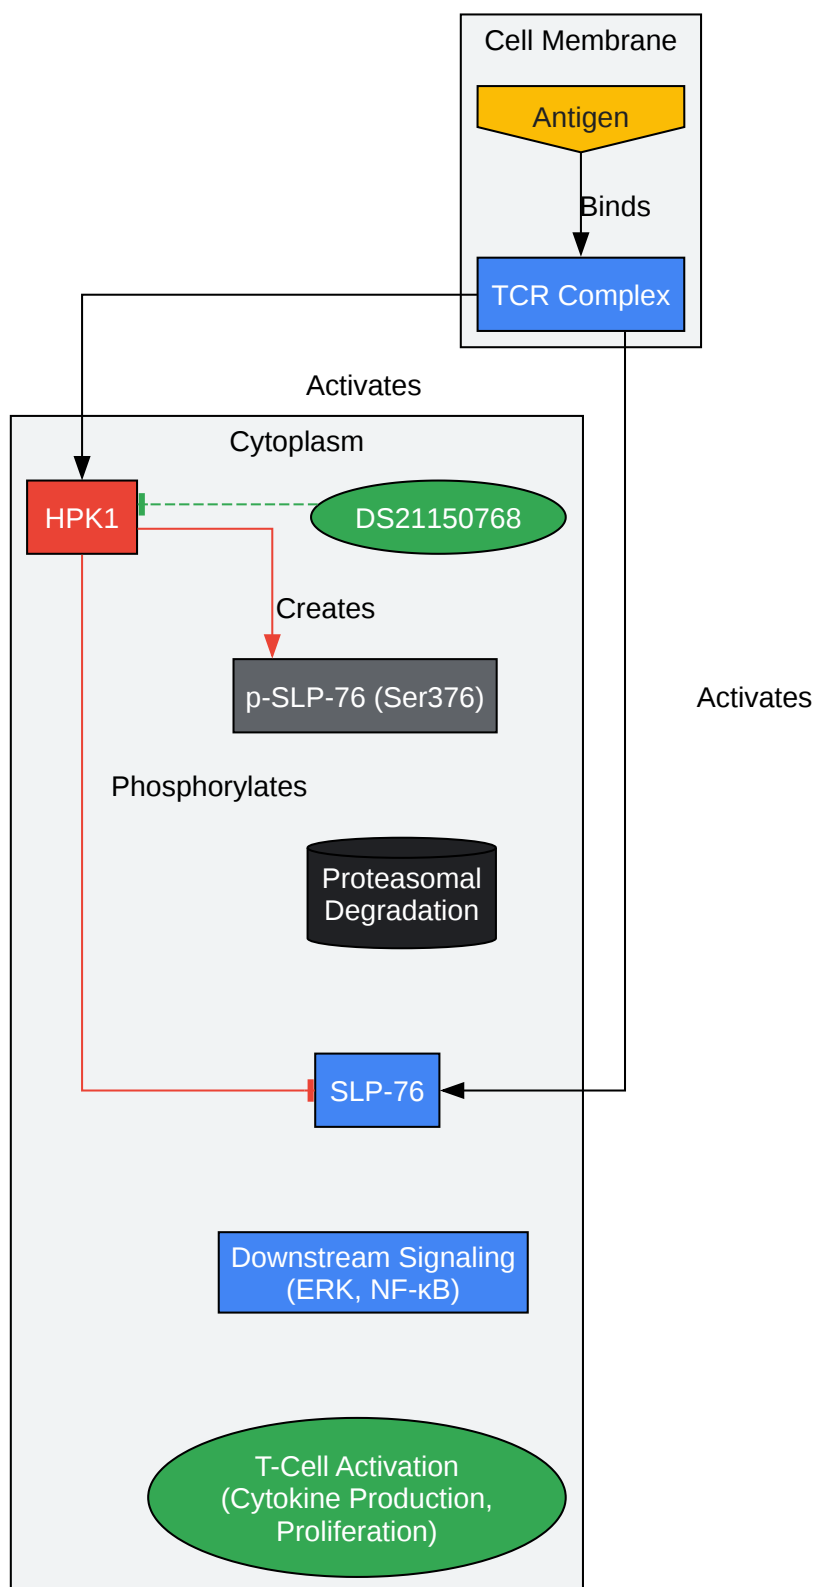 Cell Membrane
Antigen
Binds
TCR Complex
Activates
Cytoplasm
HPK1
DS21150768
Creates
p-SLP-76 (Ser376)
Activates
Phosphorylates
Proteasomal
Degradation
SLP-76
Downstream Signaling
(ERK, NF-κB)
T-Cell Activation
(Cytokine Production,
Proliferation)